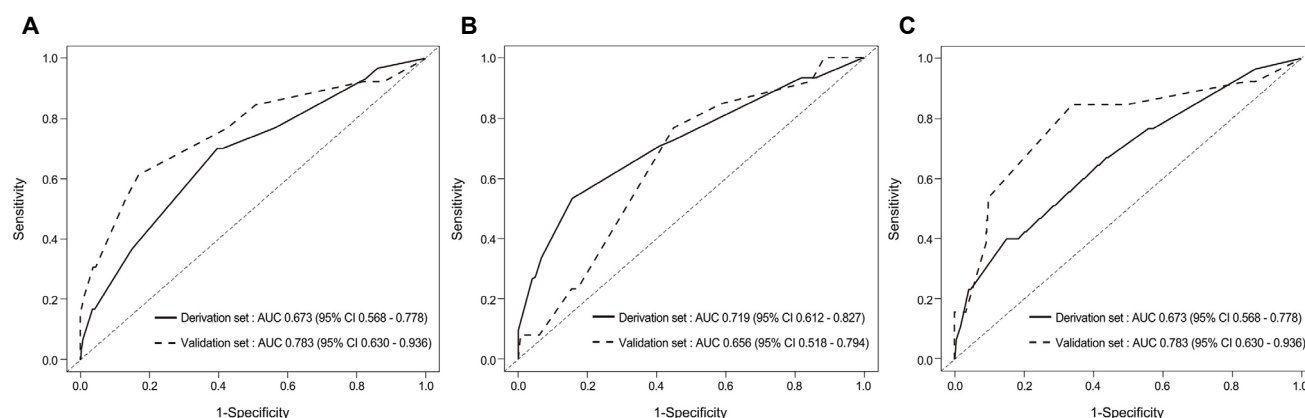 A
Sensitivity
1.0
0.8
0.6
0.4
0.2
0.0
Derivation set : AUC 0.673 (95% CI 0.568 - 0.778)
Validation set : AUC 0.783 (95% CI 0.630 - 0.936)
0.0 0.2 0.4 0.6 0.8 1.0
1-Specificity
B
Sensitivity
1.0
0.8
0.6
0.4
0.2
0.0
Derivation set : AUC 0.719 (95% CI 0.612 - 0.827)
Validation set : AUC 0.656 (95% CI 0.518 - 0.794)
0.0 0.2 0.4 0.6 0.8 1.0
1-Specificity
C
Sensitivity
1.0
0.8
0.6
0.4
0.2
0.0
Derivation set : AUC 0.673 (95% CI 0.568 - 0.778)
Validation set : AUC 0.783 (95% CI 0.630 - 0.936)
0.0 0.2 0.4 0.6 0.8 1.0
1-Specificity